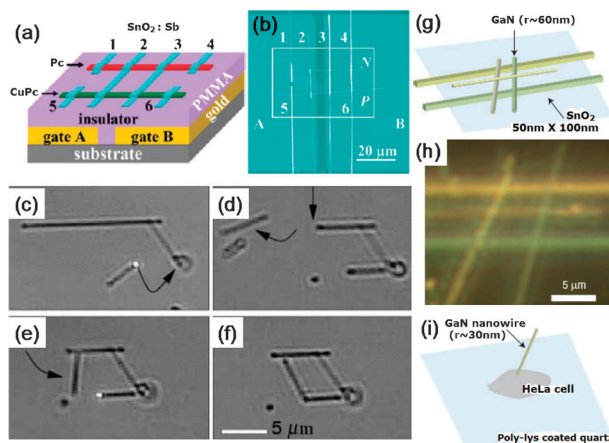 (a)
SnO2 : Sb
1 2 3 4
Pc
CuPc
5 6
PMMA
gold
insulator
gate A gate B
substrate
(b)
1 2 3 4
N
P
5 6
A B
20 μm
(c)
(d)
(e)
(f)
5 μm
(g)
GaN (r~60nm)
SnO2
50nm X 100nm
(h)
5 μm
(i)
GaN nanowire
(r~30nm)
HeLa cell
Poly-lys coated quart